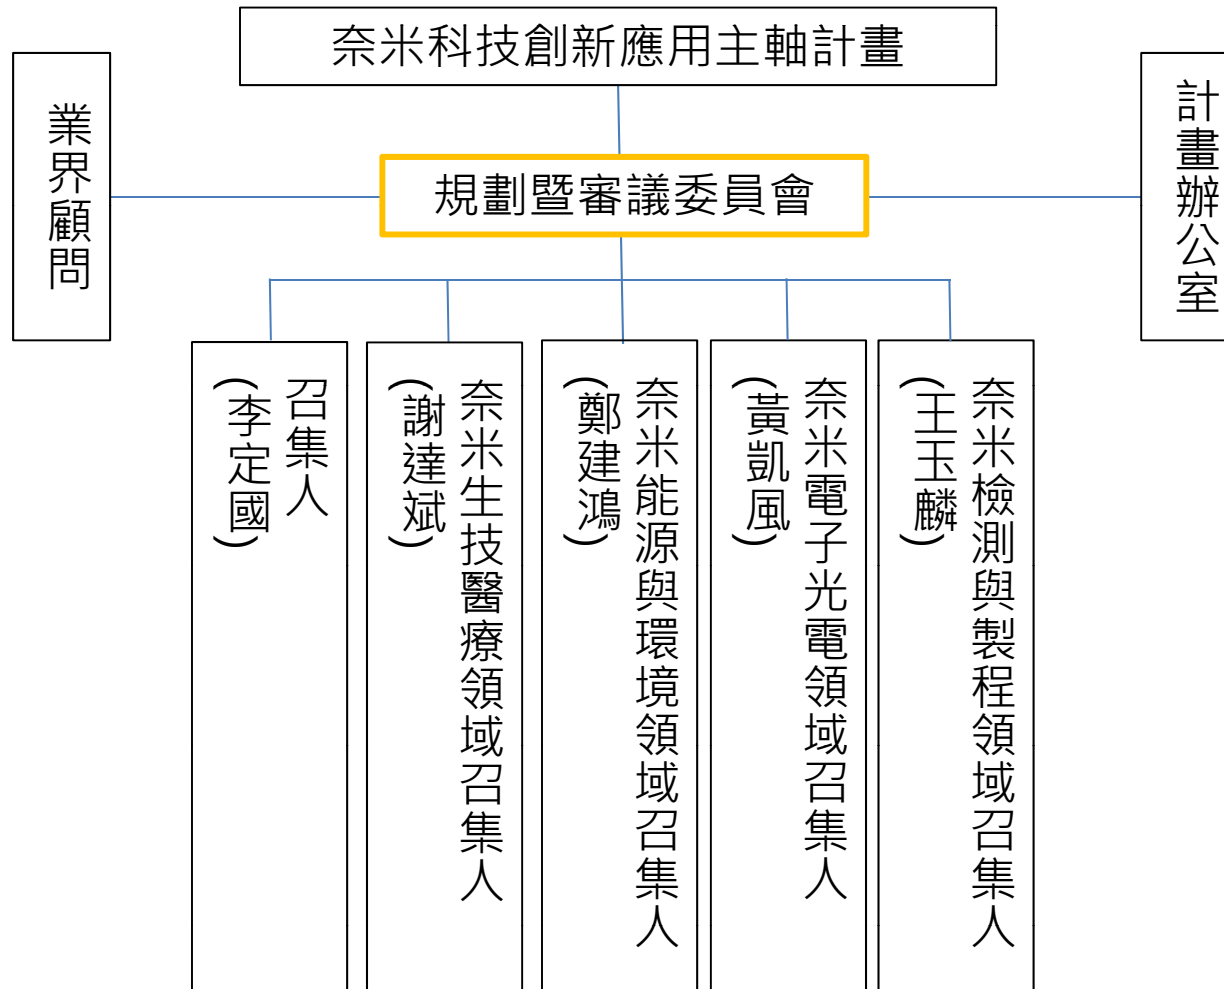 奈米科技創新應用主軸計畫
業界顧問
規劃暨審議委員會
計畫辦公室
召集人
(李定國)
奈米生技醫療領域召集人
(謝達斌)
奈米能源與環境領域召集人
(鄭建鴻)
奈米電子光電領域召集人
(黃凱風)
奈米檢測與製程領域召集人
(王玉麟)